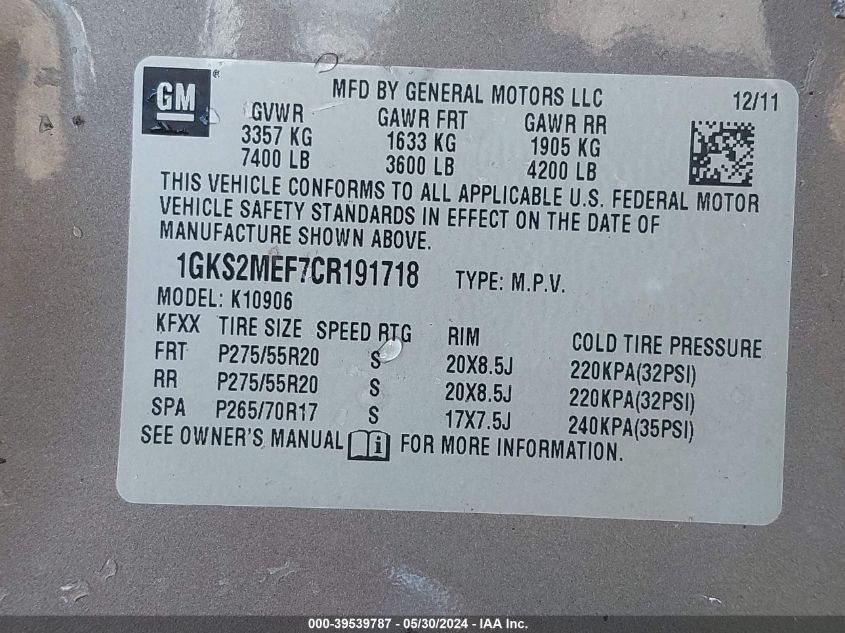 GM ®
MFD BY GENERAL MOTORS LLC 12/11
GVWR GAWR FRT GAWR RR
3357 KG 1633 KG 1905 KG
7400 LB 3600 LB 4200 LB
THIS VEHICLE CONFORMS TO ALL APPLICABLE U.S. FEDERAL MOTOR
VEHICLE SAFETY STANDARDS IN EFFECT ON THE DATE OF
MANUFACTURE SHOWN ABOVE.
1GKS2MEF7CR191718 TYPE: M.P.V.
MODEL: K10906
KFXX TIRE SIZE SPEED RTG RIM COLD TIRE PRESSURE
FRT P275/55R20 S 20X8.5J 220KPA(32PSI)
RR P275/55R20 S 20X8.5J 220KPA(32PSI)
SPA P265/70R17 S 17X7.5J 240KPA(35PSI)
SEE OWNER'S MANUAL i FOR MORE INFORMATION.
000-39539787 - 05/30/2024 - IAA Inc.